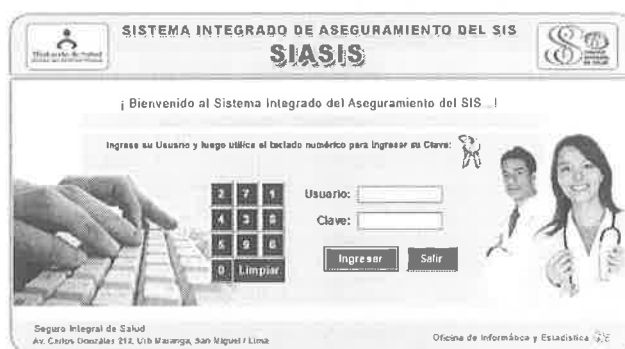 SISTEMA INTEGRADO DE ASEGURAMIENTO DEL SIS
SIASIS
¡ Bienvenido al Sistema Integrado del Aseguramiento del SIS...!
Ingrese su Usuario y luego utilice el teclado numérico para ingresar su Clave:
2 7 1
4 3 8
5 9 6
0 Limpiar
Usuario:
Clave:
Ingresar
Salir
Seguro Integral de Salud
Av. Carlos Gonzáles 212, Urb Maranga, San Miguel / Lima
Oficina de Informática y Estadística